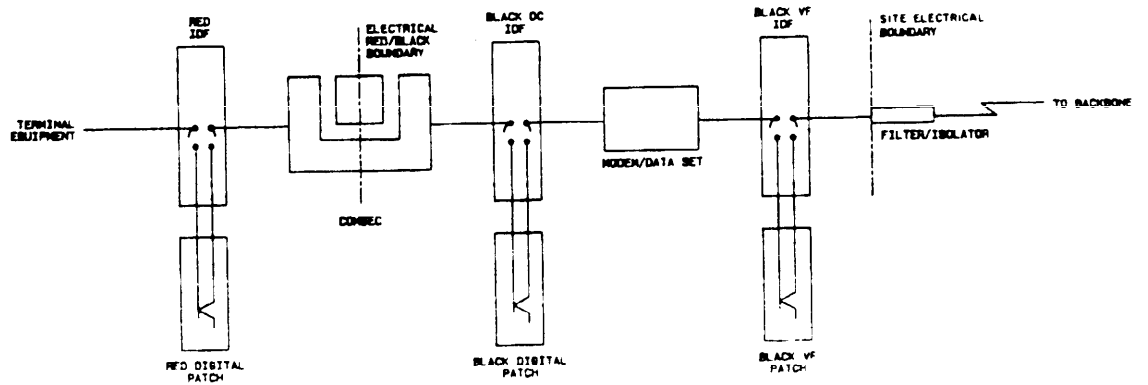 RED
IDF
ELECTRICAL
RED/BLACK
BOUNDARY
BLACK DC
IDF
BLACK VF
IDF
SITE ELECTRICAL
BOUNDARY
TERMINAL
EQUIPMENT
TO BACKBONE
FILTER/ISOLATOR
MODEM/DATA SET
COMSEC
RED DIGITAL
PATCH
BLACK DIGITAL
PATCH
BLACK VF
PATCH